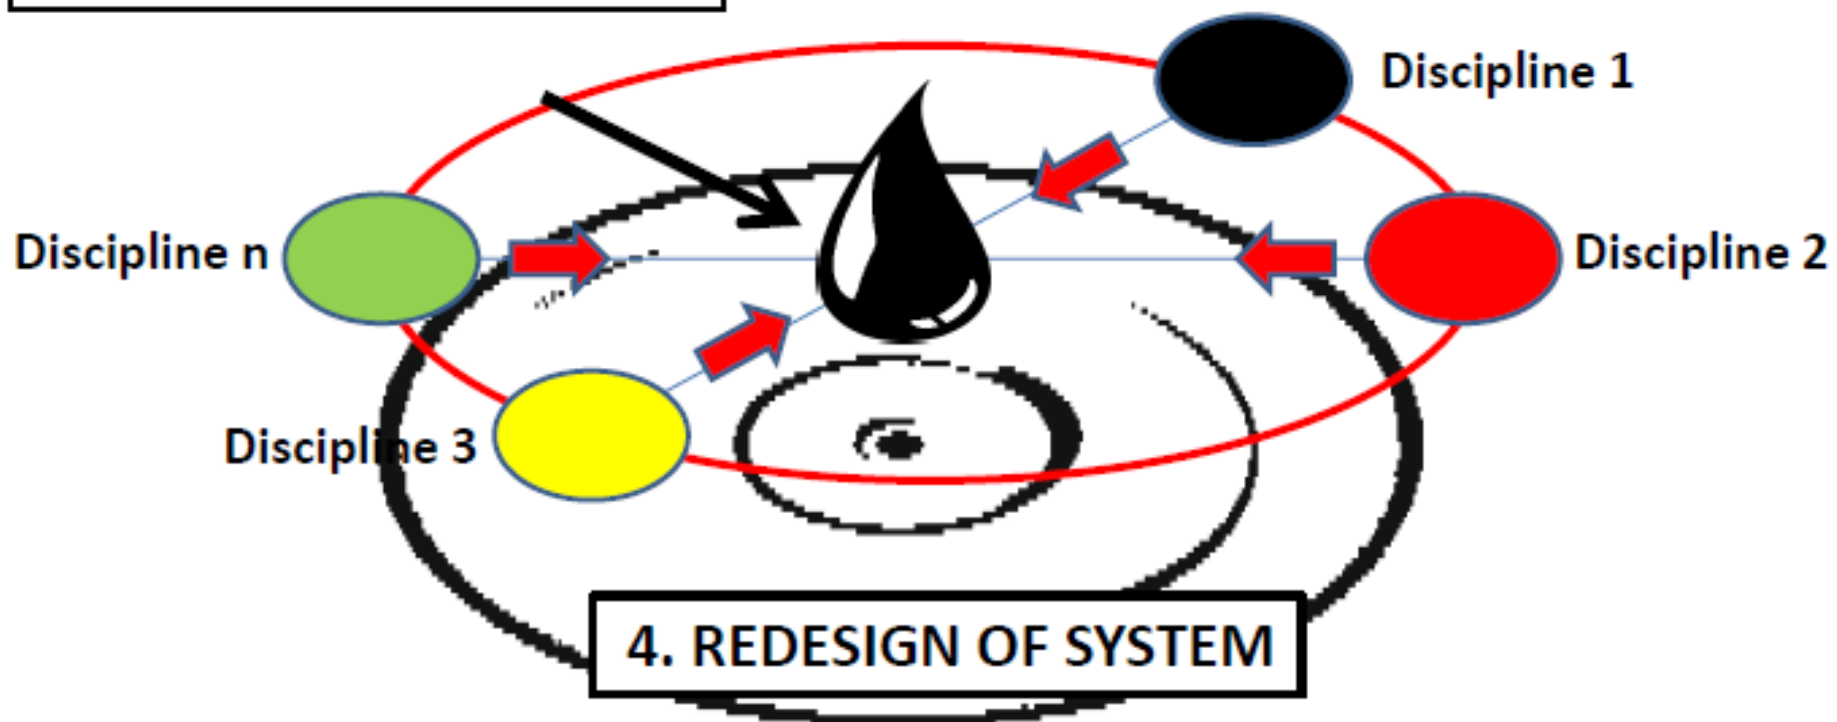 Discipline 1
Discipline n
Discipline 2
Discipline 3
4. REDESIGN OF SYSTEM